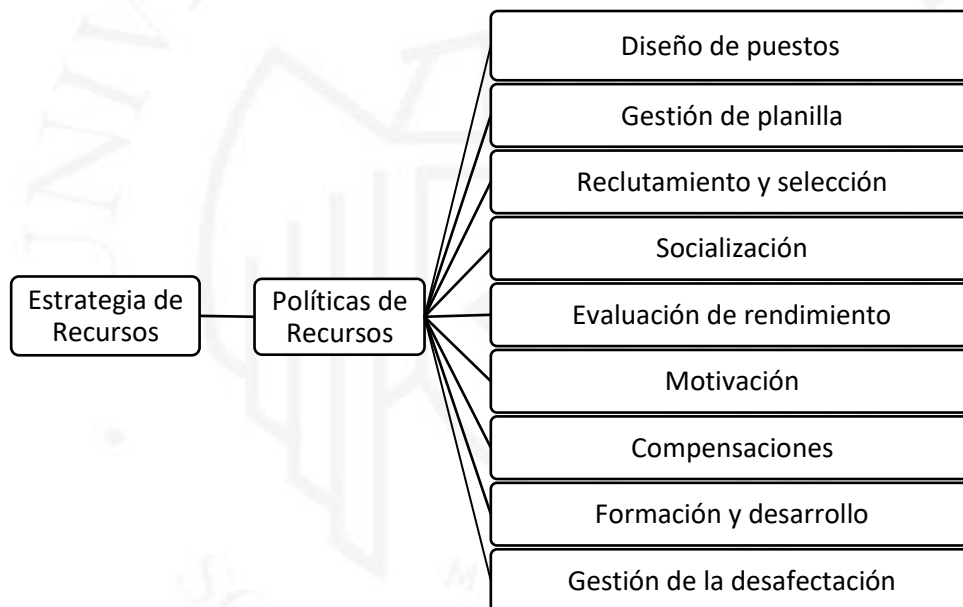 Diseño de puestos
Gestión de planilla
Reclutamiento y selección
Socialización
Estrategia de
Recursos
Políticas de
Recursos
Evaluación de rendimiento
Motivación
Compensaciones
Formación y desarrollo
Gestión de la desafectación